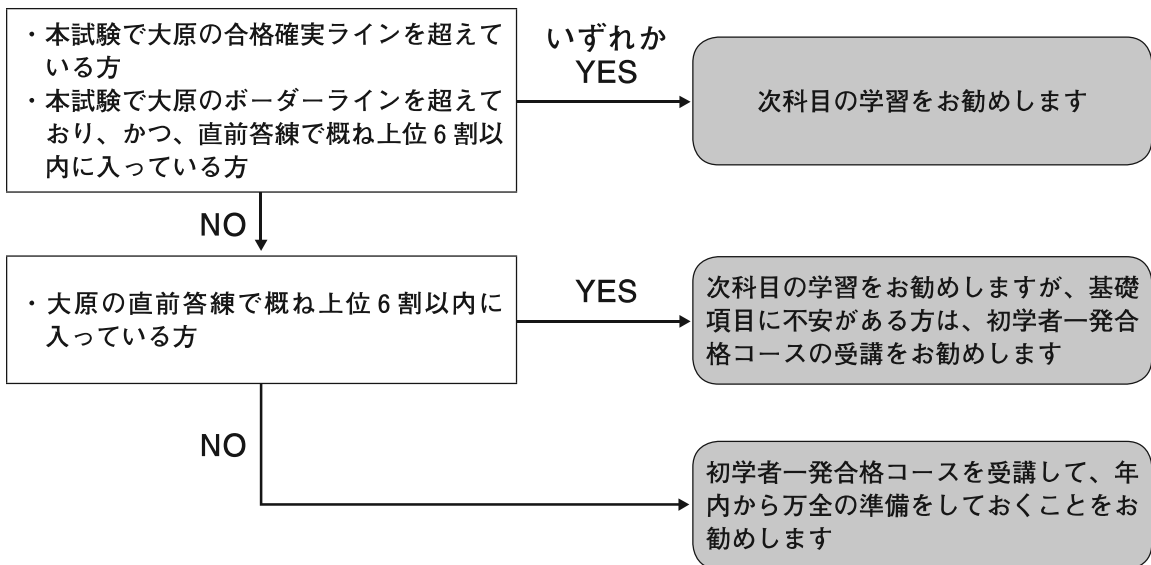 ・本試験で大原の合格確実ラインを超えて
いる方
・本試験で大原のボーダーラインを超えて
おり、かつ、直前答練で概ね上位6割以
内に入っている方
いずれか
YES
次科目の学習をお勧めします
NO
・大原の直前答練で概ね上位6割以内に
入っている方
YES
次科目の学習をお勧めしますが、基礎
項目に不安がある方は、初学者一発合
格コースの受講をお勧めします
NO
初学者一発合格コースを受講して、年
内から万全の準備をしておくことをお
勧めします